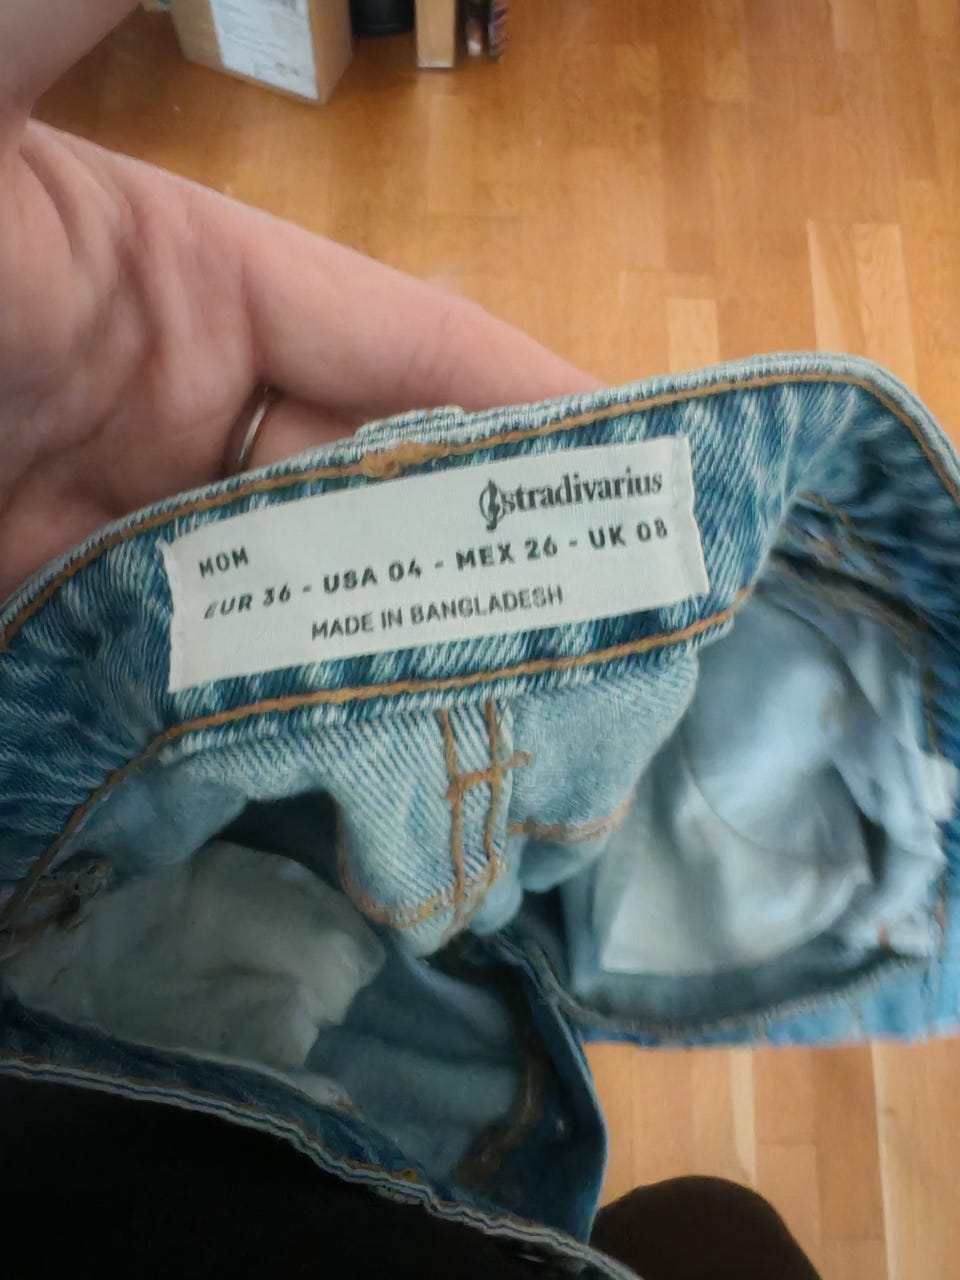 stradivarius
MOM
EUR 36 - USA 04 - MEX 26 - UK 08
MADE IN BANGLADESH